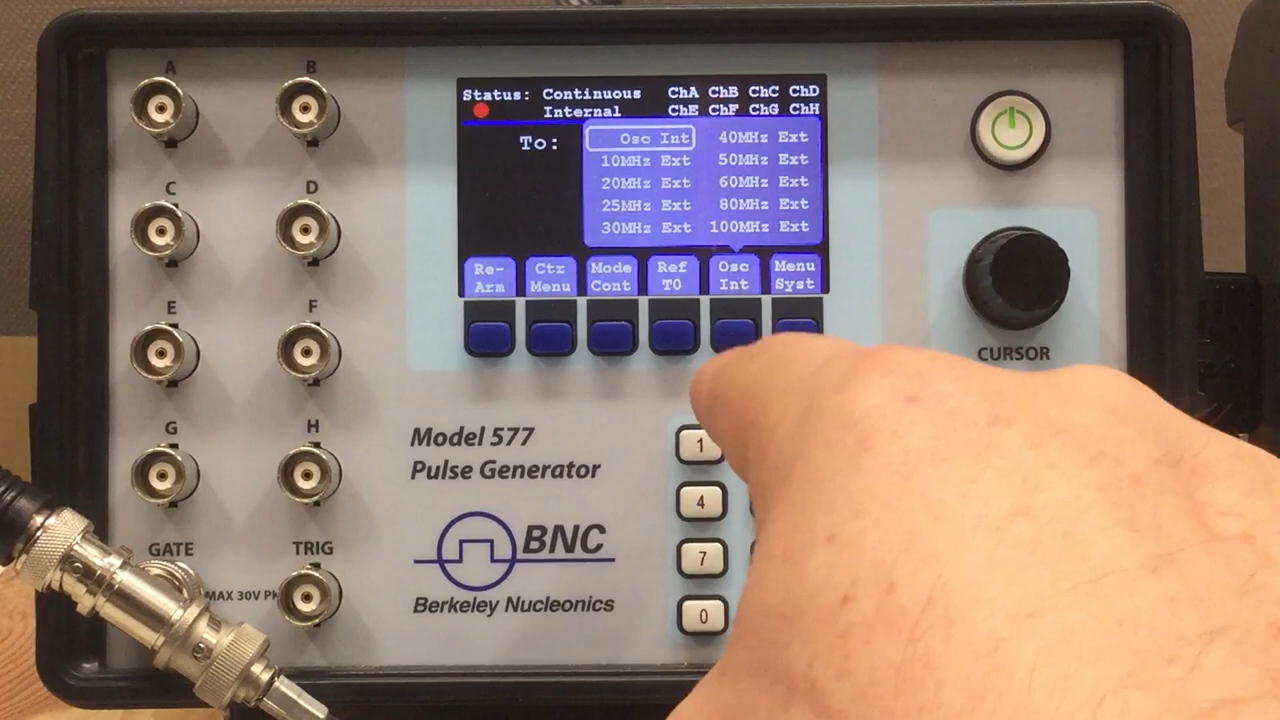 A B
Status: Continuous ChA ChB ChC ChD
Internal ChE ChF ChG ChH
To: Osc Int 40MHz Ext
10MHz Ext 50MHz Ext
20MHz Ext 60MHz Ext
25MHz Ext 80MHz Ext
30MHz Ext 100MHz Ext
C D
Re-Arm Ctr Menu Mode Cont Ref T0 Osc Int Menu Syst
E F
CURSOR
G H
Model 577
Pulse Generator
1
4
7
0
BNC
Berkeley Nucleonics
GATE TRIG
MAX 30V